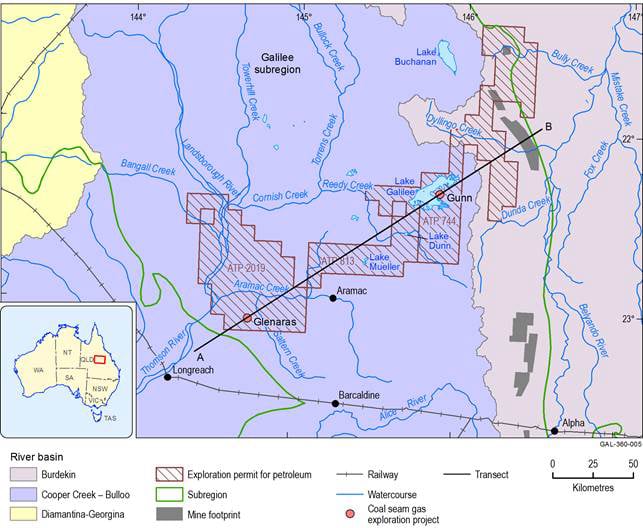 144°
145°
146°
147°
Galilee
subregion
Lake
Buchanan
Bullock Creek
Towerhill Creek
Torrens Creek
Landsborough River
Bangall Creek
Cornish Creek
Reedy Creek
Bully Creek
Mistake Creek
Dyllingo Creek
B
22°
Fox Creek
Lake
Galilee
Gunn
Dunda Creek
ATP 744
Lake
Dunn
ATP 2019
ATP 813
Lake
Mueller
Aramac Creek
Aramac
Glenaras
23°
Belyando River
Saltern Creek
A
Thomson River
Longreach
Barcaldine
Alice River
Alpha
WA
NT
SA
QLD
NSW
VIC
TAS
GAL-360-005
River basin
Burdekin
Cooper Creek – Bulloo
Diamantina-Georgina
Exploration permit for petroleum
Subregion
Mine footprint
Railway
Watercourse
Coal seam gas
exploration project
Transect
0 25 50
Kilometres